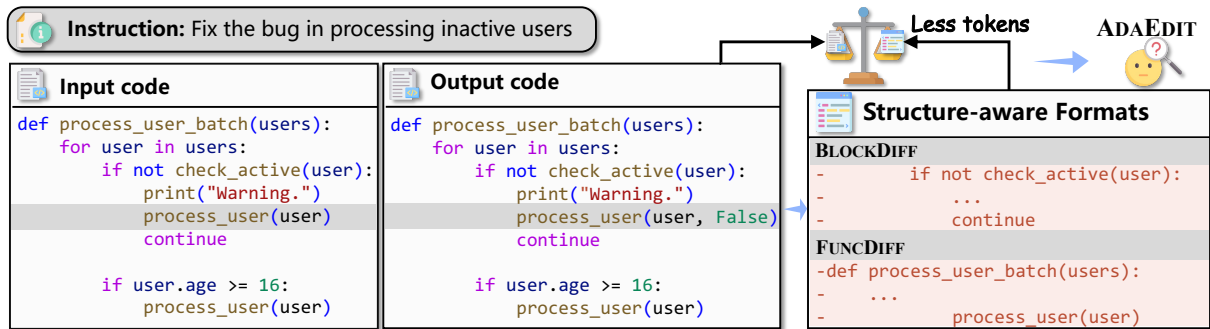 Instruction: Fix the bug in processing inactive users
Less tokens
ADAEDIT
Input code
def process_user_batch(users):
    for user in users:
        if not check_active(user):
            print("Warning.")
            process_user(user)
            continue

        if user.age >= 16:
            process_user(user)
Output code
def process_user_batch(users):
    for user in users:
        if not check_active(user):
            print("Warning.")
            process_user(user, False)
            continue

        if user.age >= 16:
            process_user(user)
Structure-aware Formats
BLOCKDIFF
-        if not check_active(user):
-            ...
-            continue
FUNCDIFF
-def process_user_batch(users):
-    ...
-            process_user(user)